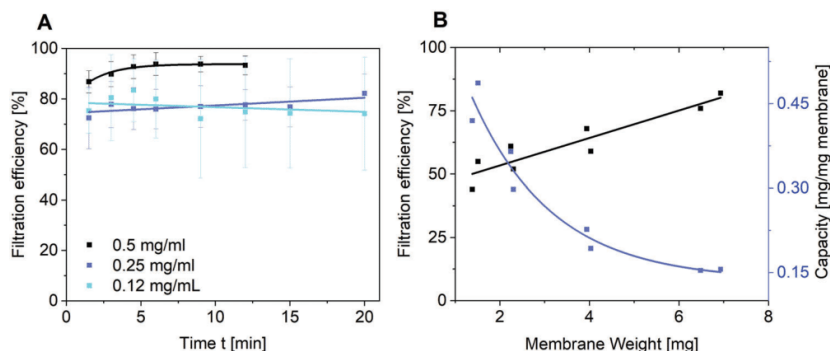 A
Filtration efficiency [%]
100
80
60
40
20
0
0.5 mg/ml
0.25 mg/ml
0.12 mg/mL
0
5
10
15
20
Time t [min]
B
Filtration efficiency [%]
100
75
50
25
0
2
4
6
8
Membrane Weight [mg]
0.45
0.30
0.15
Capacity [mg/mg membrane]